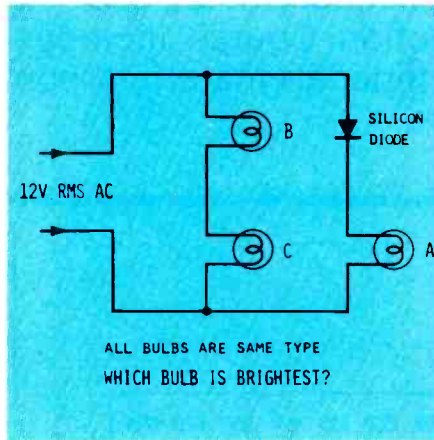 B
SILICON
DIODE
12V RMS AC
C
A
ALL BULBS ARE SAME TYPE
WHICH BULB IS BRIGHTEST?